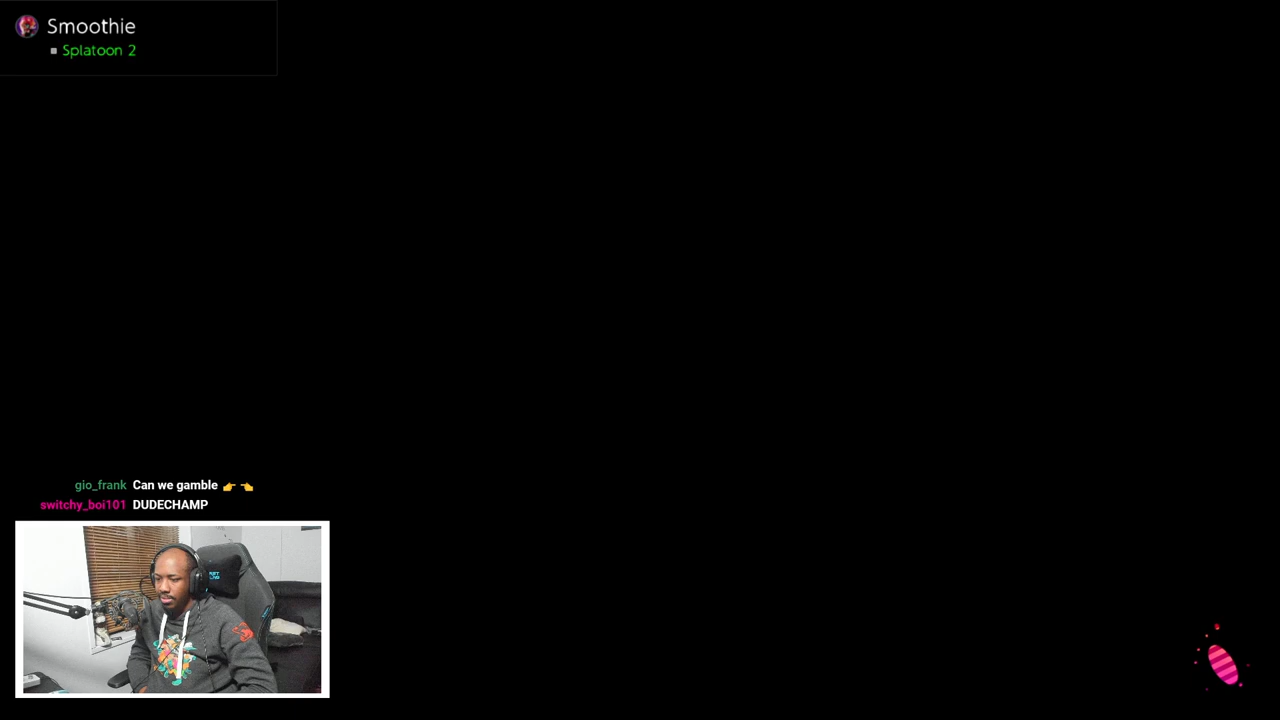 Smoothie
Splatoon 2
gio_frank Can we gamble 👉 👈
switchy_boi101 DUDECHAMP